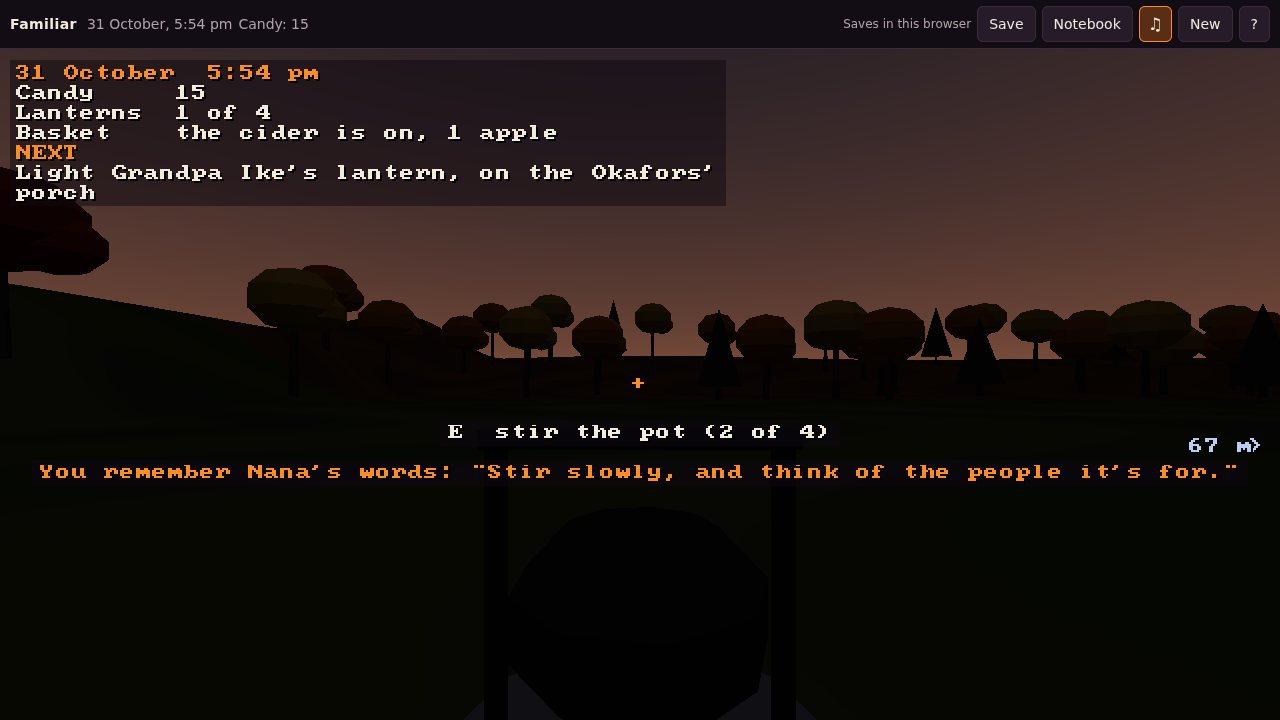 Familiar 31 October, 5:54 pm Candy: 15 Saves in this browser Save Notebook ♫ New ?
31 October 5:54 pm
Candy 15
Lanterns 1 of 4
Basket the cider is on, 1 apple
NEXT
Light Grandpa Ike's lantern, on the Okafors'
porch
+
E stir the pot (2 of 4)
67 m>
You remember Nana's words: "Stir slowly, and think of the people it's for."